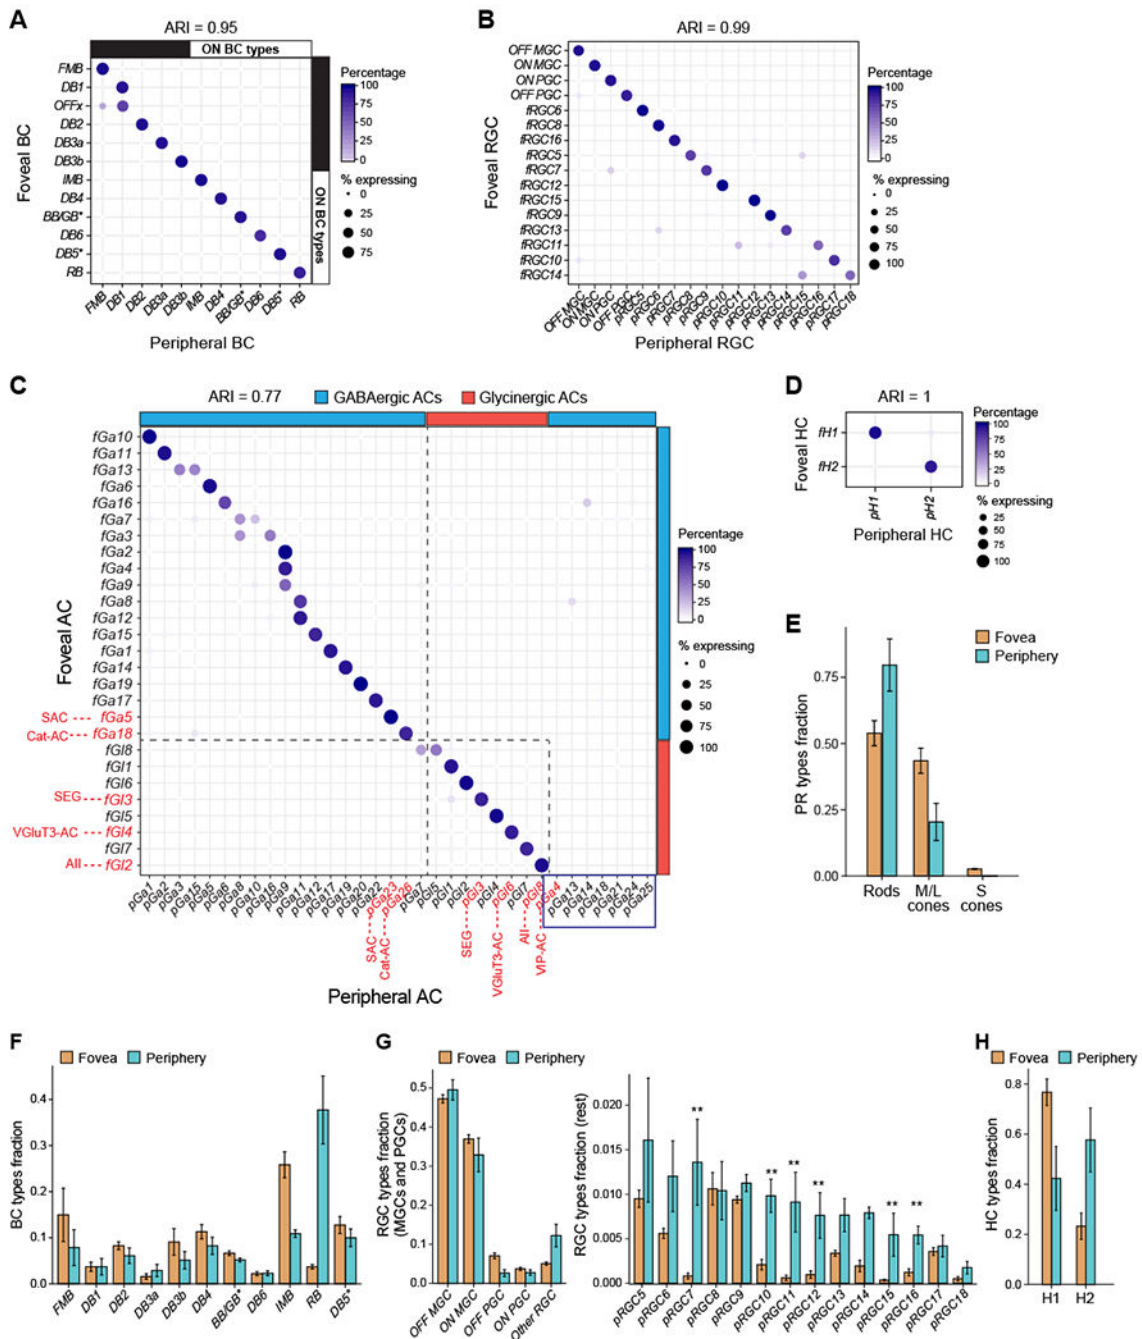 A
ARI = 0.95
ON BC types
FMB
DB1
OFFx
DB2
DB3a
DB3b
IMB
DB4
BB/GB*
DB6
DB5*
RB
Foveal BC
ON BC types
FMB
DB1
DB2
DB3a
DB3b
IMB
DB4
BB/GB*
DB6
DB5*
RB
Peripheral BC
Percentage
100
75
50
25
0
% expressing
0
25
50
75
B
ARI = 0.99
OFF MGC
ON MGC
ON PGC
OFF PGC
fRGC6
fRGC8
fRGC16
fRGC5
fRGC7
fRGC12
fRGC15
fRGC9
fRGC13
fRGC11
fRGC10
fRGC14
Foveal RGC
OFF MGC
ON MGC
ON PGC
OFF PGC
pRGC5
pRGC6
pRGC7
pRGC8
pRGC9
pRGC10
pRGC11
pRGC12
pRGC13
pRGC14
pRGC15
pRGC16
pRGC17
pRGC18
Peripheral RGC
Percentage
100
75
50
25
0
% expressing
0
25
50
75
100
C
ARI = 0.77
GABAergic ACs
Glycinergic ACs
fGa10
fGa11
fGa13
fGa6
fGa16
fGa7
fGa3
fGa2
fGa4
fGa9
fGa8
fGa12
fGa15
fGa1
fGa14
fGa19
fGa17
SAC fGa5
Cat-AC fGa18
fGl8
fGl1
fGl6
SEG fGl3
fGl5
VGluT3-AC fGl4
fGl7
AII fGl2
Foveal AC
pGa1
pGa2
pGa3
pGa15
pGa5
pGa6
pGa8
pGa10
pGa16
pGa9
pGa11
pGa12
pGa17
pGa19
pGa20
pGa22
pGa23
pGa26
pGa7
pGl5
pGl1
pGl2
pGl3
pGl4
pGl6
pGl7
pGl8
pGa4
pGa13
pGa14
pGa18
pGa21
pGa24
pGa25
SAC
Cat-AC
SEG
VGluT3-AC
AII
VIP-AC
Peripheral AC
Percentage
100
75
50
25
0
% expressing
0
25
50
75
100
D
ARI = 1
fH1
fH2
Foveal HC
pH1
pH2
Peripheral HC
Percentage
100
75
50
25
0
% expressing
25
50
75
100
E
Fovea
Periphery
PR types fraction
0.75
0.50
0.25
0.00
Rods
M/L cones
S cones
F
Fovea
Periphery
BC types fraction
0.4
0.3
0.2
0.1
0.0
FMB
DB1
DB2
DB3a
DB3b
DB4
BB/GB*
DB6
IMB
RB
DB5*
G
Fovea
Periphery
RGC types fraction
(MGCs and PGCs)
0.5
0.4
0.3
0.2
0.1
0.0
OFF MGC
ON MGC
OFF PGC
ON PGC
Other RGC
RGC types fraction (rest)
0.020
0.015
0.010
0.005
0.000
**
**
**
**
**
**
pRGC5
pRGC6
pRGC7
pRGC8
pRGC9
pRGC10
pRGC11
pRGC12
pRGC13
pRGC14
pRGC15
pRGC16
pRGC17
pRGC18
H
Fovea
Periphery
HC types fraction
0.8
0.6
0.4
0.2
0.0
H1
H2